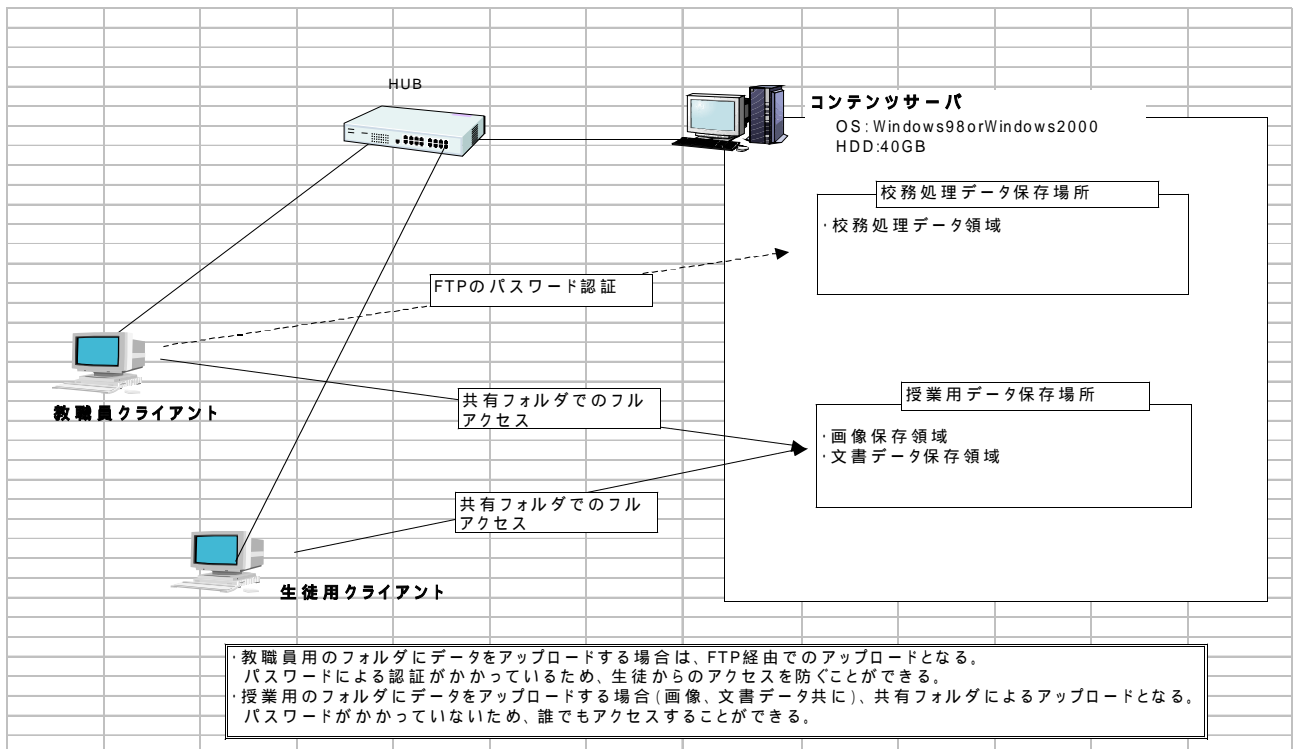 HUB
コンテンツサーバ
OS:Windows98orWindows2000
HDD:40GB
校務処理データ保存場所
・校務処理データ領域
FTPのパスワード認証
教職員クライアント
共有フォルダでのフル
アクセス
授業用データ保存場所
・画像保存領域
・文書データ保存領域
共有フォルダでのフル
アクセス
生徒用クライアント
・教職員用のフォルダにデータをアップロードする場合は、FTP経由でのアップロードとなる。
パスワードによる認証がかかっているため、生徒からのアクセスを防ぐことができる。
・授業用のフォルダにデータをアップロードする場合(画像、文書データ共に)、共有フォルダによるアップロードとなる。
パスワードがかかっていないため、誰でもアクセスすることができる。